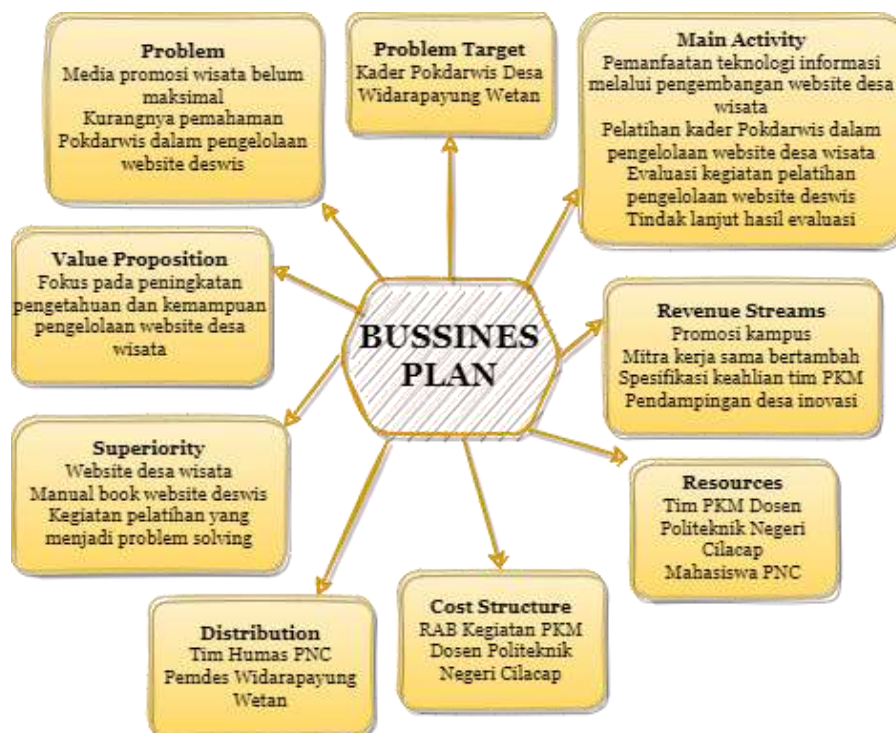 Problem
Media promosi wisata belum
maksimal
Kurangnya pemahaman
Pokdarwis dalam pengelolaan
website deswis
Problem Target
Kader Pokdarwis Desa
Widarapayung Wetan
Main Activity
Pemanfaatan teknologi informasi
melalui pengembangan website desa
wisata
Pelatihan kader Pokdarwis dalam
pengelolaan website desa wisata
Evaluasi kegiatan pelatihan
pengelolaan website deswis
Tindak lanjut hasil evaluasi
Value Proposition
Fokus pada peningkatan
pengetahuan dan kemampuan
pengelolaan website desa
wisata
BUSSINES
PLAN
Revenue Streams
Promosi kampus
Mitra kerja sama bertambah
Spesifikasi keahlian tim PKM
Pendampingan desa inovasi
Superiority
Website desa wisata
Manual book website deswis
Kegiatan pelatihan yang
menjadi problem solving
Resources
Tim PKM Dosen
Politeknik Negeri
Cilacap
Mahasiswa PNC
Distribution
Tim Humas PNC
Pemdes Widarapayung
Wetan
Cost Structure
RAB Kegiatan PKM
Dosen Politeknik
Negeri Cilacap